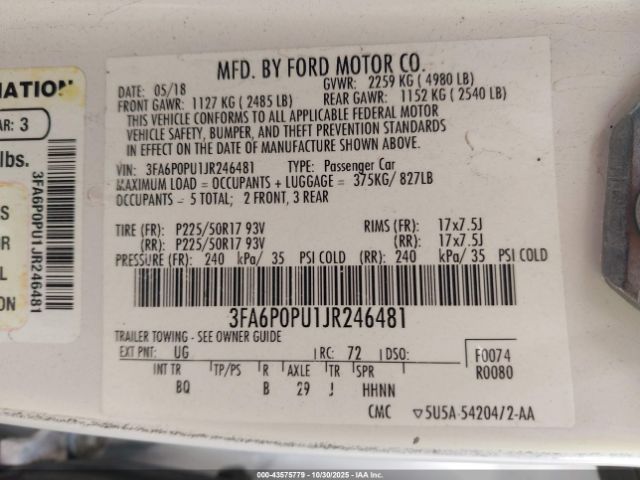 MATION
AR: 3
lbs.
S
OR
L
ION
3FA6P0PU1JR246481
MFD. BY FORD MOTOR CO.
DATE: 05/18 GVWR: 2259 KG ( 4980 LB)
FRONT GAWR: 1127 KG ( 2485 LB) REAR GAWR: 1152 KG ( 2540 LB)
THIS VEHICLE CONFORMS TO ALL APPLICABLE FEDERAL MOTOR
VEHICLE SAFETY, BUMPER, AND THEFT PREVENTION STANDARDS
IN EFFECT ON THE DATE OF MANUFACTURE SHOWN ABOVE.
VIN: 3FA6P0PU1JR246481 TYPE: Passenger Car
MAXIMUM LOAD = OCCUPANTS + LUGGAGE = 375KG/ 827LB
OCCUPANTS = 5 TOTAL; 2 FRONT, 3 REAR
TIRE (FR): P225/50R17 93V RIMS (FR): 17x7.5J
(RR): P225/50R17 93V (RR): 17x7.5J
PRESSURE (FR): 240 kPa/ 35 PSI COLD (RR): 240 kPa/ 35 PSI COLD
3FA6P0PU1JR246481
TRAILER TOWING - SEE OWNER GUIDE
EXT PNT: UG RC: 72 DSO: F0074
R0080
INT TR TP/PS R AXLE TR SPR
BQ B 29 J HHNN
CMC ▽5U5A-54204/2-AA
000-43575779 - 10/30/2025 - IAA Inc.